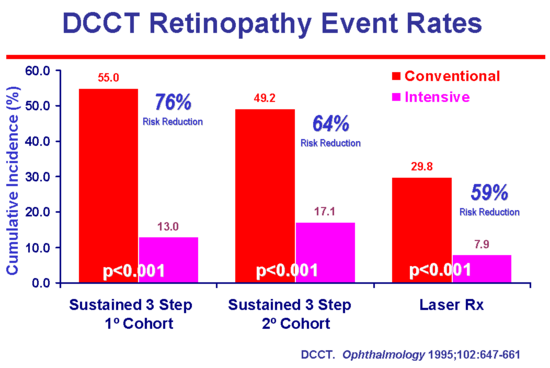 DCCT Retinopathy Event Rates
Cumulative Incidence (%)
60.0
50.0
40.0
30.0
20.0
10.0
0.0
Conventional
Intensive
55.0
76%
Risk Reduction
13.0
p<0.001
49.2
64%
Risk Reduction
17.1
p<0.001
29.8
59%
Risk Reduction
7.9
p<0.001
Sustained 3 Step
1º Cohort
Sustained 3 Step
2º Cohort
Laser Rx
DCCT. Ophthalmology 1995;102:647-661